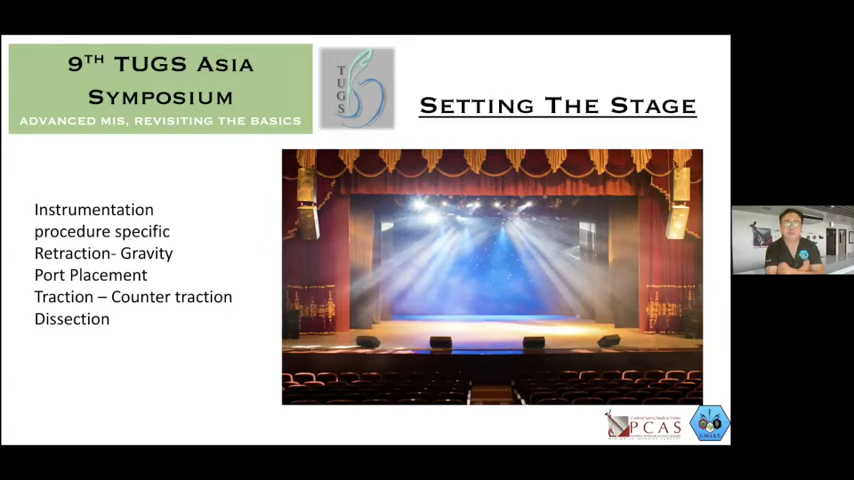 9TH TUGS ASIA
SYMPOSIUM
ADVANCED MIS, REVISITING THE BASICS
TUGS
SETTING THE STAGE
Instrumentation
procedure specific
Retraction- Gravity
Port Placement
Traction – Counter traction
Dissection
PCAS